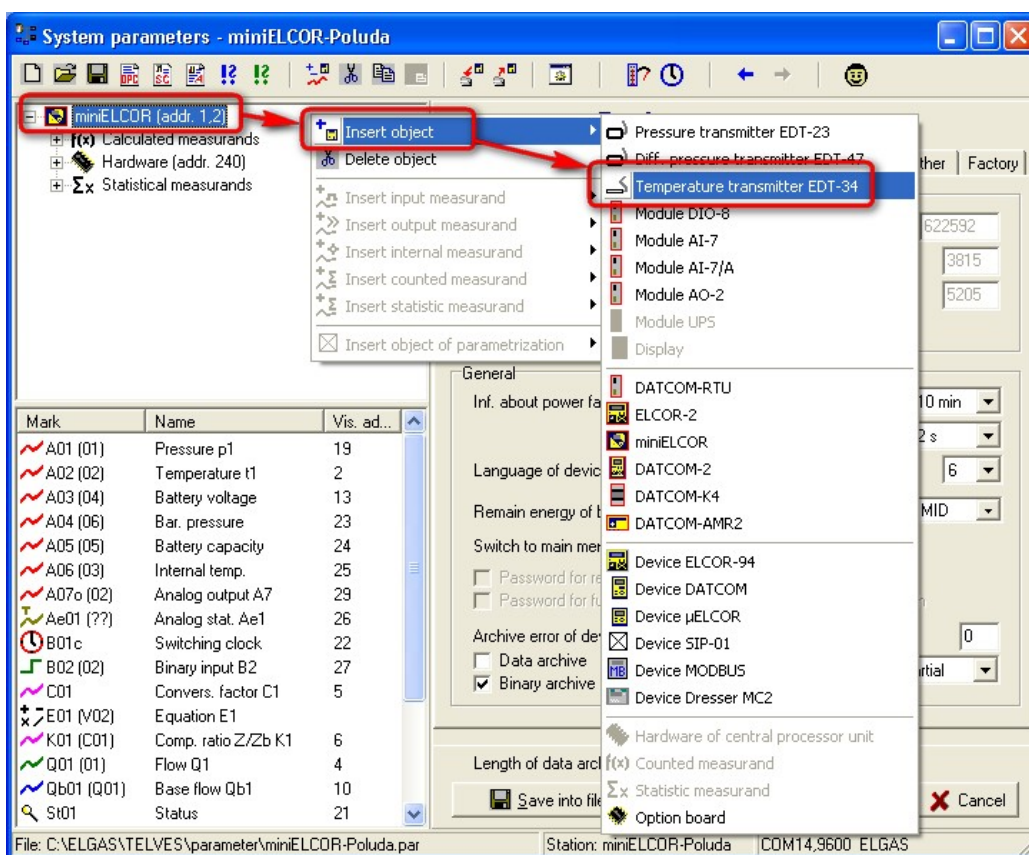 System parameters - miniELCOR-Poluda
miniELCOR (addr. 1,2)
f(x) Calculated measurands
Hardware (addr. 240)
Σx Statistical measurands
Insert object
Delete object
Insert input measurand
Insert output measurand
Insert internal measurand
Insert counted measurand
Insert statistic measurand
Insert object of parametrization
Pressure transmitter EDT-23
Diff. pressure transmitter EDT-47
Temperature transmitter EDT-34
Module DIO-8
Module AI-7
Module AI-7/A
Module AO-2
Module UPS
Display
DATCOM-RTU
ELCOR-2
miniELCOR
DATCOM-2
DATCOM-K4
DATCOM-AMR2
Device ELCOR-94
Device DATCOM
Device µELCOR
Device SIP-01
Device MODBUS
Device Dresser MC2
Hardware of central processor unit
f(x) Counted measurand
Σx Statistic measurand
Option board
Factory
622592
3815
5205
General
Inf. about power
10 min
2 s
Language of
6
Remain energy of
MID
Switch to main
Password for
Password for
Archive error of
0
Data archive
Binary archive
Length of data
Save into
Cancel
Mark Name Vis. ad...
A01 (01) Pressure p1 19
A02 (02) Temperature t1 2
A03 (04) Battery voltage 13
A04 (06) Bar. pressure 23
A05 (05) Battery capacity 24
A06 (03) Internal temp. 25
A07o (02) Analog output A7 29
Ae01 (??) Analog stat. Ae1 26
B01c Switching clock 22
B02 (02) Binary input B2 27
C01 Convers. factor C1 5
E01 (V02) Equation E1
K01 (C01) Comp. ratio Z/Zb K1 6
Q01 (01) Flow Q1 4
Qb01 (Q01) Base flow Qb1 10
St01 Status 21
File: C:\ELGAS\TELVES\parameter\miniELCOR-Poluda.par Station: miniELCOR-Poluda COM14,9600 ELGAS